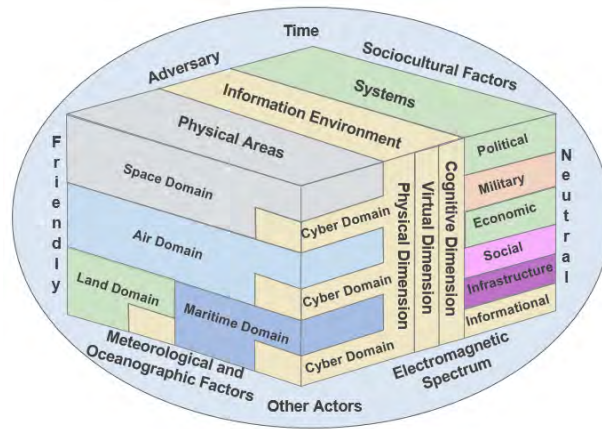 Time
Adversary
Sociocultural Factors
Systems
Information Environment
Physical Areas
Friendly
Neutral
Space Domain
Air Domain
Land Domain
Maritime Domain
Cyber Domain
Cyber Domain
Cyber Domain
Physical Dimension
Virtual Dimension
Cognitive Dimension
Political
Military
Economic
Social
Infrastructure
Informational
Meteorological and
Oceanographic Factors
Electromagnetic
Spectrum
Other Actors